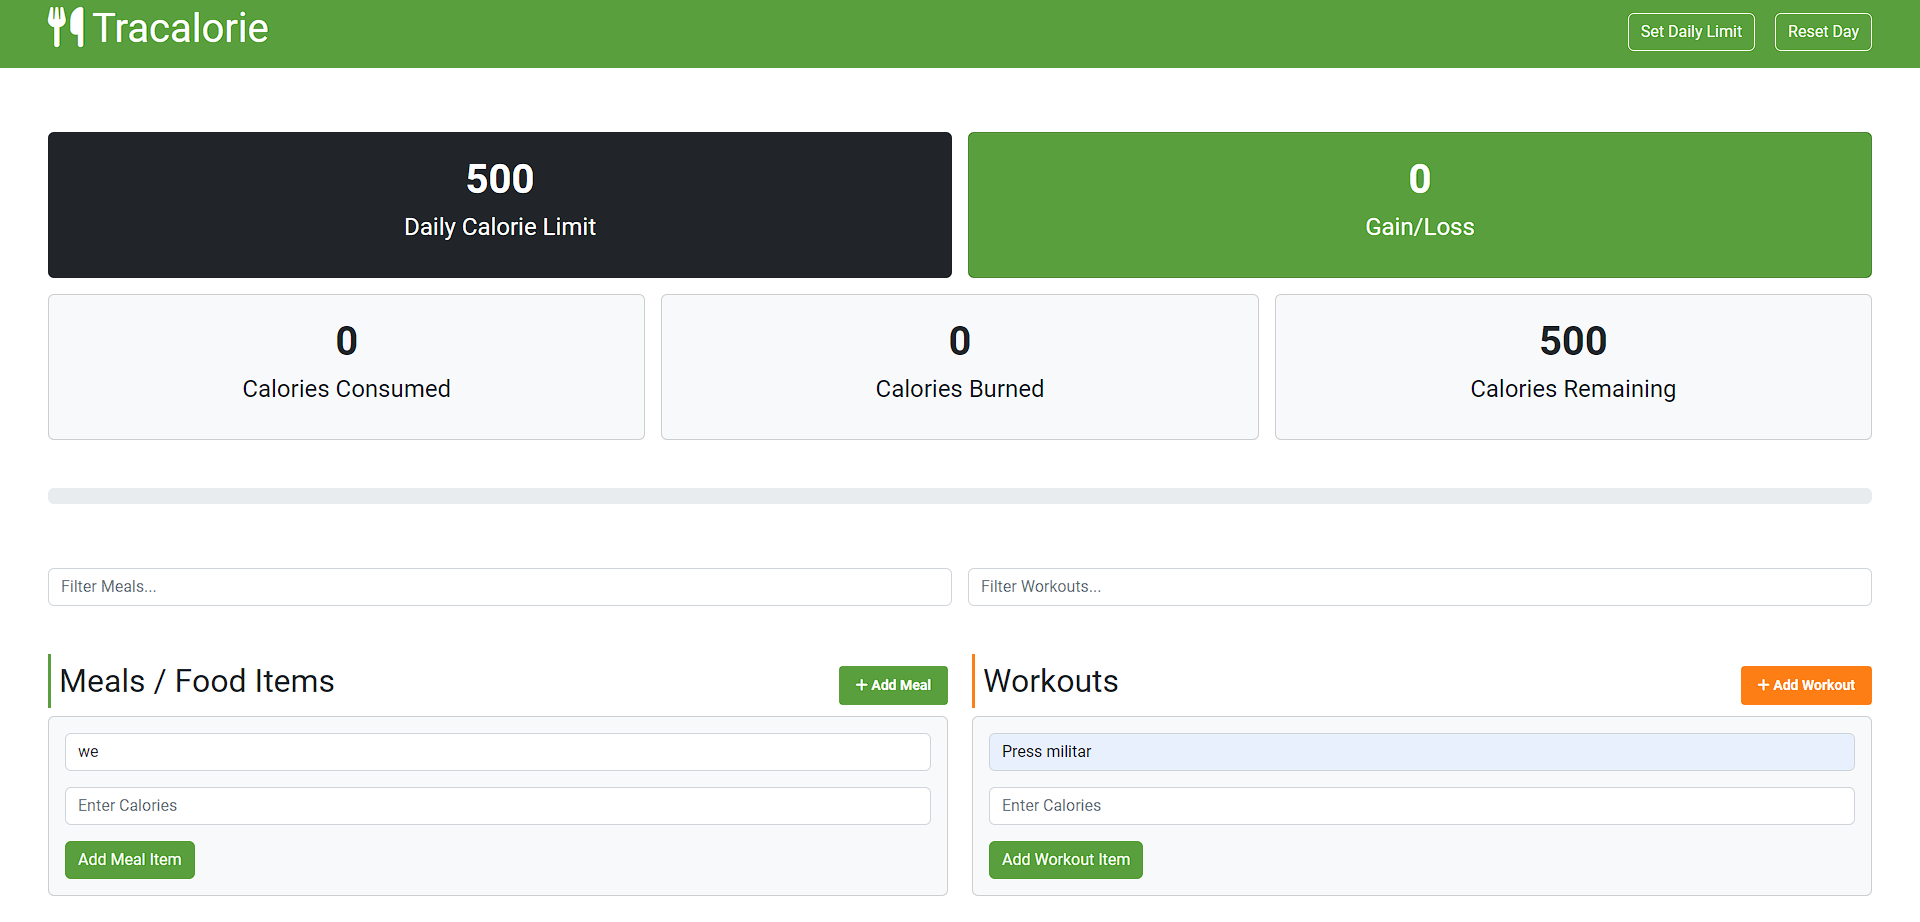 Tracalorie
Set Daily Limit
Reset Day
500
Daily Calorie Limit
0
Gain/Loss
0
Calories Consumed
0
Calories Burned
500
Calories Remaining
Filter Meals...
Filter Workouts...
Meals / Food Items
+ Add Meal
we
Enter Calories
Add Meal Item
Workouts
+ Add Workout
Press militar
Enter Calories
Add Workout Item